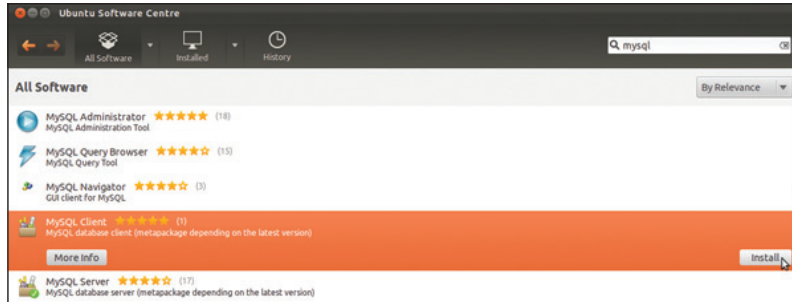 Ubuntu Software Centre
All Software
Installed
History
mysql
All Software
By Relevance
MySQL Administrator (18)
MySQL Administration Tool
MySQL Query Browser (15)
MySQL Query Tool
MySQL Navigator (3)
GUI client for MySQL
MySQL Client (1)
MySQL database client (metapackage depending on the latest version)
More Info
Install
MySQL Server (17)
MySQL database server (metapackage depending on the latest version)